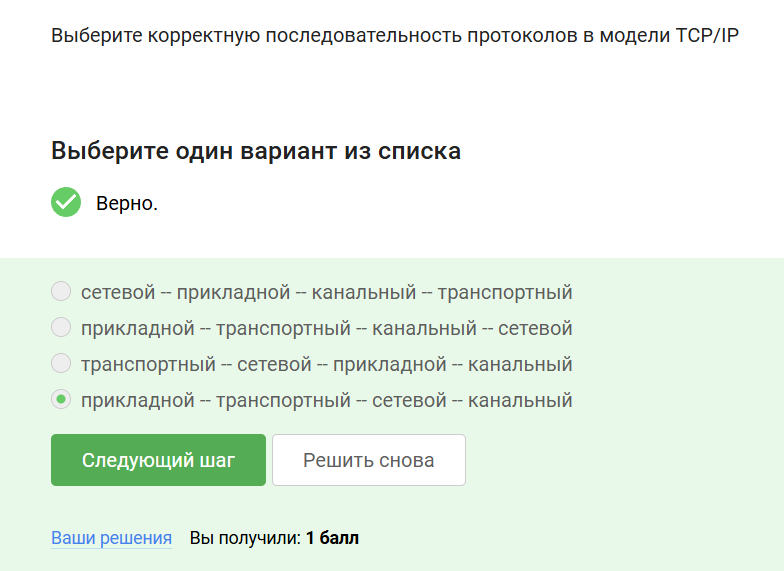 Выберите корректную последовательность протоколов в модели TCP/IP
Выберите один вариант из списка
Верно.
сетевой -- прикладной -- канальный -- транспортный
прикладной -- транспортный -- канальный -- сетевой
транспортный -- сетевой -- прикладной -- канальный
прикладной -- транспортный -- сетевой -- канальный
Следующий шаг Решить снова
Ваши решения Вы получили: 1 балл